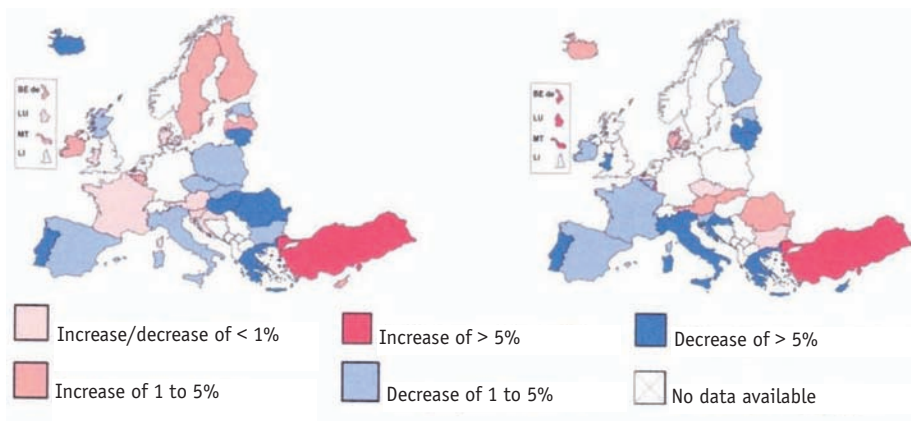 BE de
LU
MT
LI
BE de
LU
MT
LI
Increase/decrease of < 1%
Increase of > 5%
Decrease of > 5%
Increase of 1 to 5%
Decrease of 1 to 5%
No data available